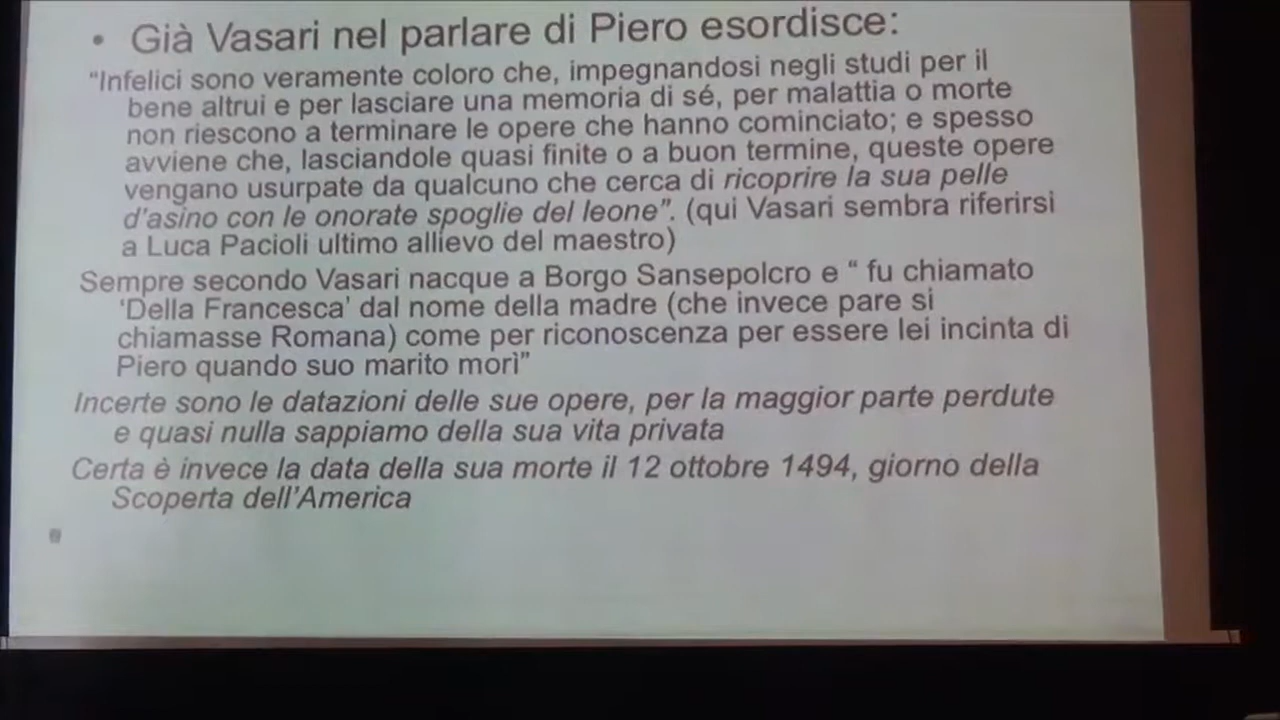 • Già Vasari nel parlare di Piero esordisce:
“Infelici sono veramente coloro che, impegnandosi negli studi per il
bene altrui e per lasciare una memoria di sé, per malattia o morte
non riescono a terminare le opere che hanno cominciato; e spesso
avviene che, lasciandole quasi finite o a buon termine, queste opere
vengano usurpate da qualcuno che cerca di ricoprire la sua pelle
d'asino con le onorate spoglie del leone”. (qui Vasari sembra riferirsi
a Luca Pacioli ultimo allievo del maestro)
Sempre secondo Vasari nacque a Borgo Sansepolcro e “ fu chiamato
‘Della Francesca’ dal nome della madre (che invece pare si
chiamasse Romana) come per riconoscenza per essere lei incinta di
Piero quando suo marito morì”
Incerte sono le datazioni delle sue opere, per la maggior parte perdute
e quasi nulla sappiamo della sua vita privata
Certa è invece la data della sua morte il 12 ottobre 1494, giorno della
Scoperta dell’America